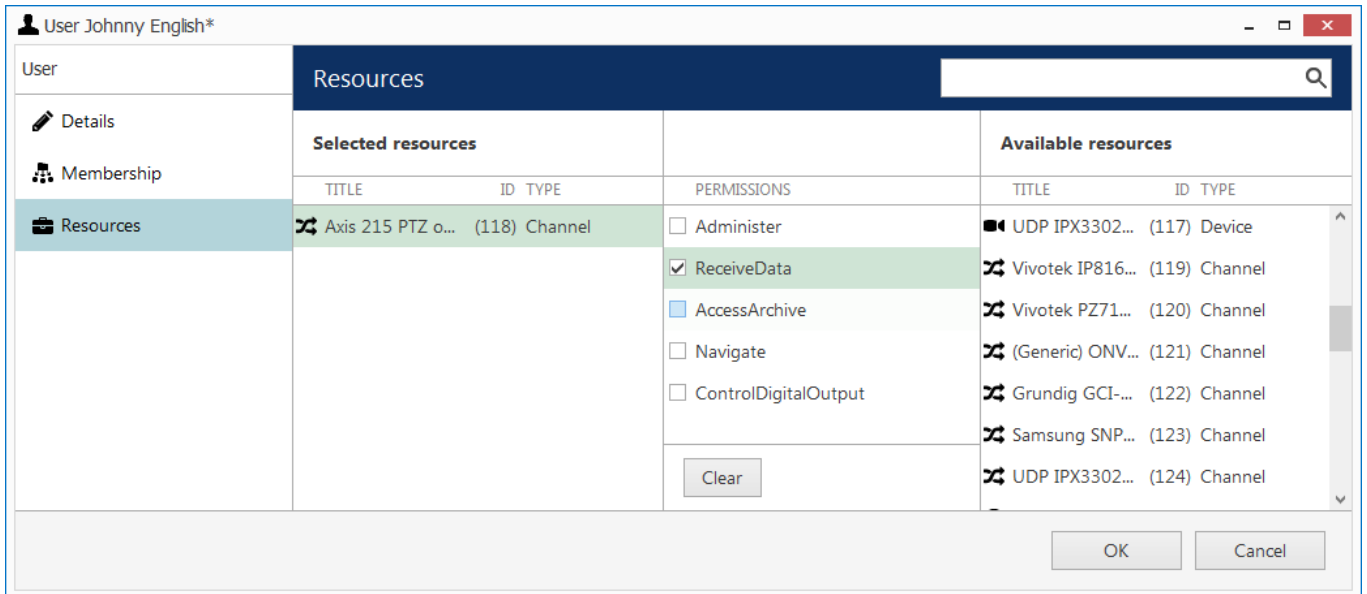 User Johnny English*
User
Details
Membership
Resources
Resources
Selected resources
TITLE ID TYPE
Axis 215 PTZ o... (118) Channel
PERMISSIONS
Administer
ReceiveData
AccessArchive
Navigate
ControlDigitalOutput
Clear
Available resources
TITLE ID TYPE
UDP IPX3302... (117) Device
Vivotek IP816... (119) Channel
Vivotek PZ71... (120) Channel
(Generic) ONV... (121) Channel
Grundig GCI-... (122) Channel
Samsung SNP... (123) Channel
UDP IPX3302... (124) Channel
OK Cancel